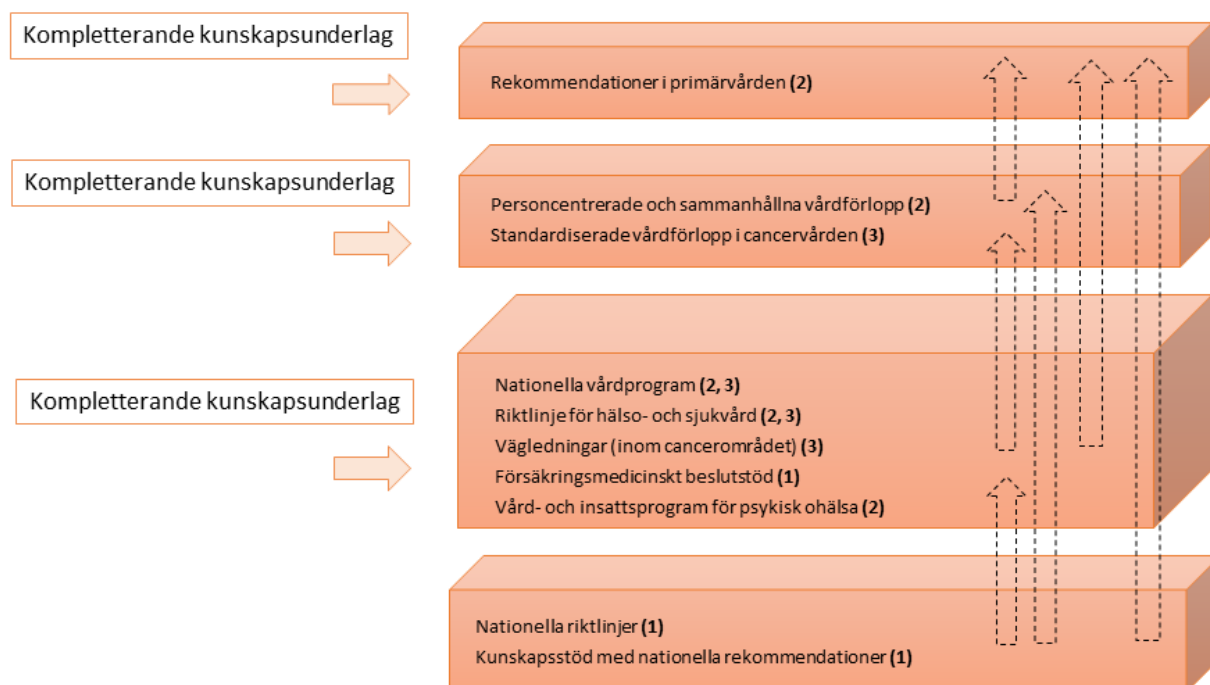 Kompletterande kunskapsunderlag
Rekommendationer i primärvården (2)
Kompletterande kunskapsunderlag
Personcentrerade och sammanhållna vårdförlopp (2)
Standardiserade vårdförlopp i cancervården (3)
Kompletterande kunskapsunderlag
Nationella vårdprogram (2, 3)
Riktlinje för hälso- och sjukvård (2, 3)
Vägledningar (inom cancerområdet) (3)
Försäkringsmedicinskt beslutstöd (1)
Vård- och insattsprogram för psykisk ohälsa (2)
Nationella riktlinjer (1)
Kunskapsstöd med nationella rekommendationer (1)